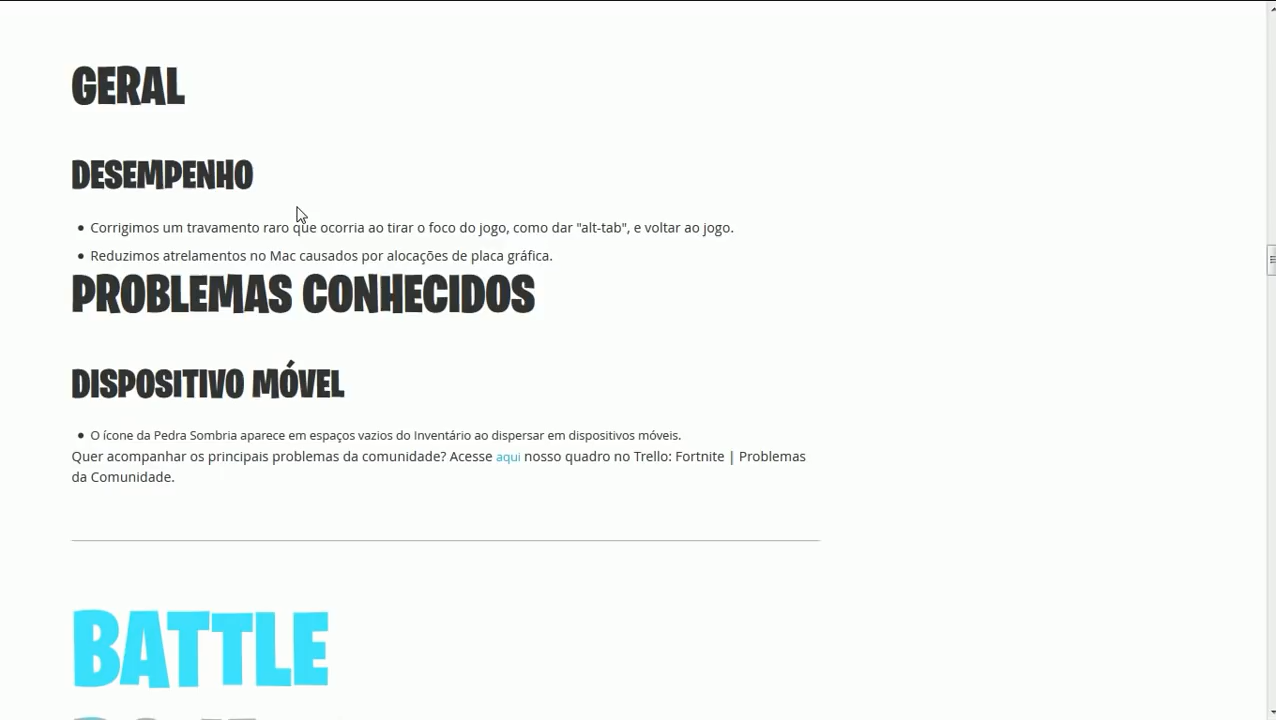 GERAL
DESEMPENHO
Corrigimos um travamento raro que ocorria ao tirar o foco do jogo, como dar "alt-tab", e voltar ao jogo.
Reduzimos atrelamentos no Mac causados por alocações de placa gráfica.
PROBLEMAS CONHECIDOS
DISPOSITIVO MÓVEL
O ícone da Pedra Sombria aparece em espaços vazios do Inventário ao dispersar em dispositivos móveis.
Quer acompanhar os principais problemas da comunidade? Acesse aqui nosso quadro no Trello: Fortnite | Problemas
da Comunidade.
BATTLE